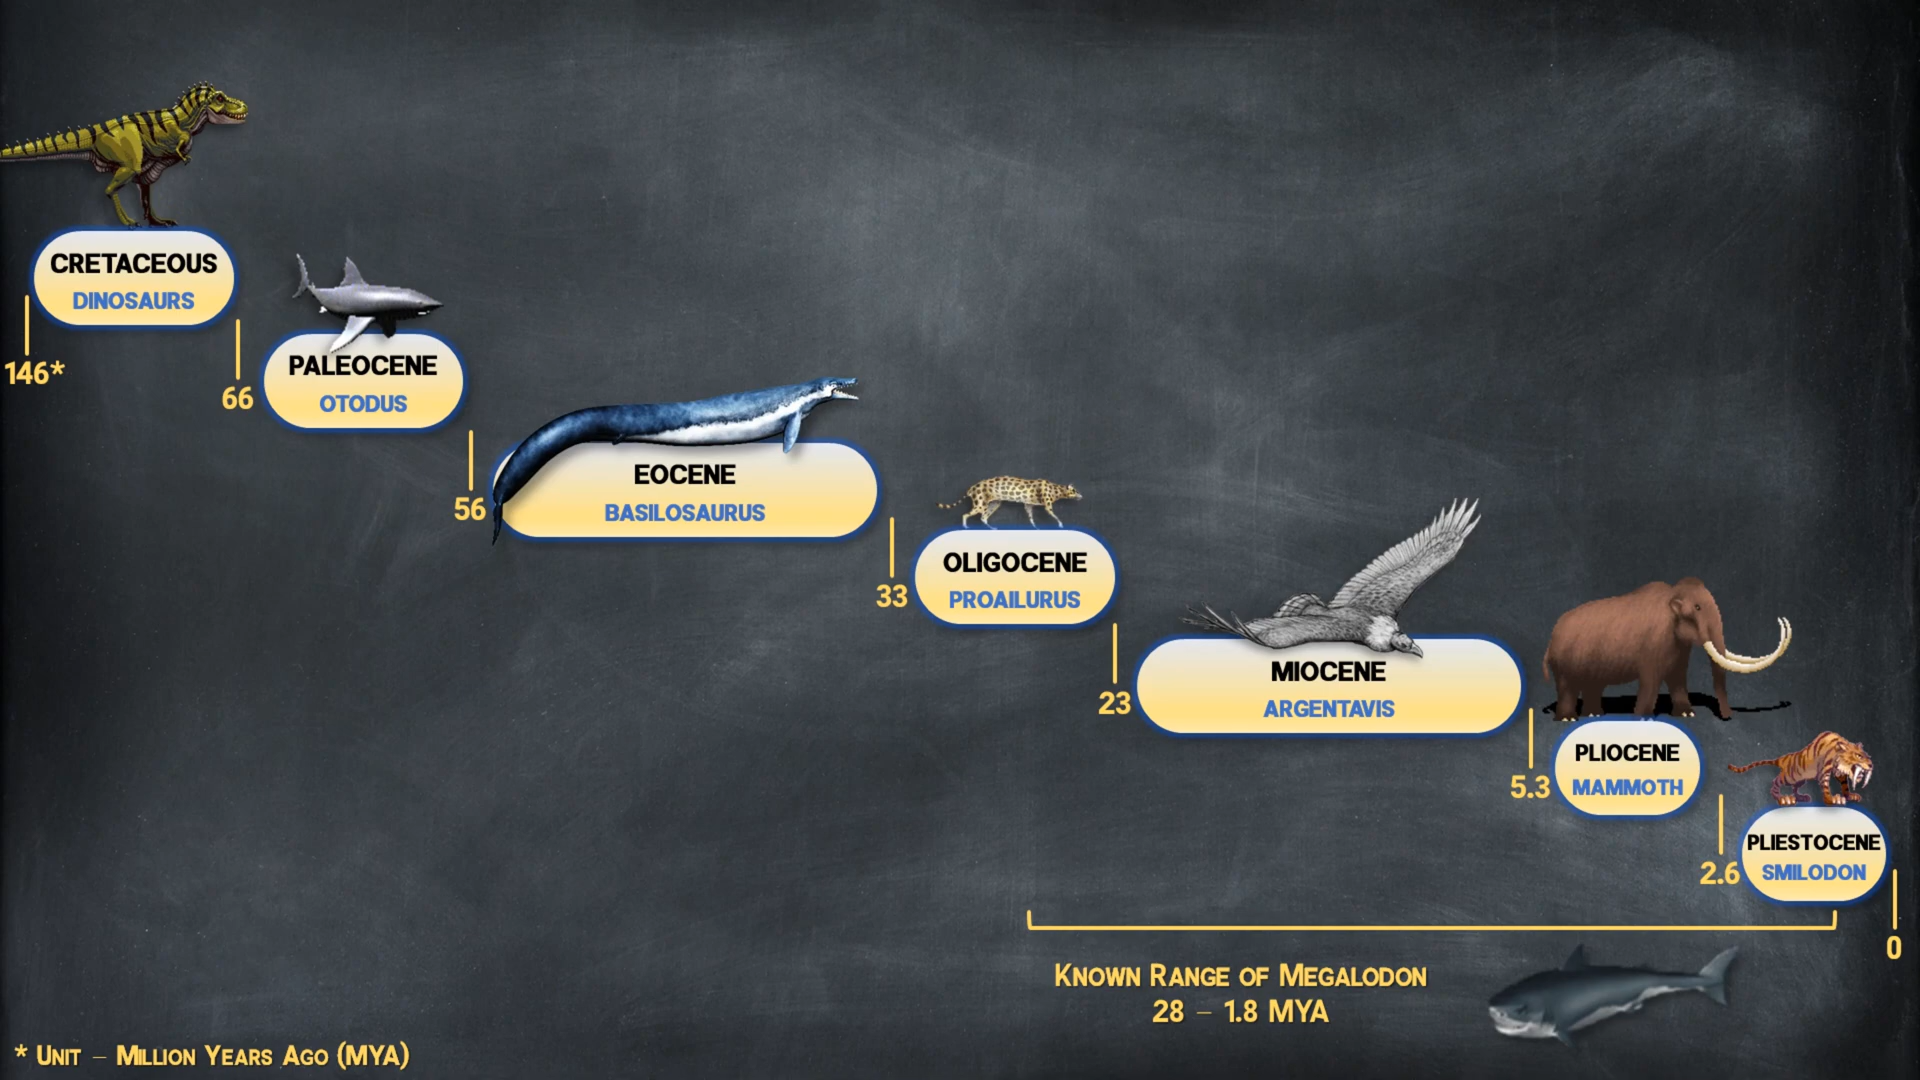 CRETACEOUS
DINOSAURS
146*
66
PALEOCENE
OTODUS
56
EOCENE
BASILOSAURUS
33
OLIGOCENE
PROAILURUS
23
MIOCENE
ARGENTAVIS
5.3
PLIOCENE
MAMMOTH
2.6
PLIESTOCENE
SMILODON
0
KNOWN RANGE OF MEGALODON
28 – 1.8 MYA
* UNIT – MILLION YEARS AGO (MYA)